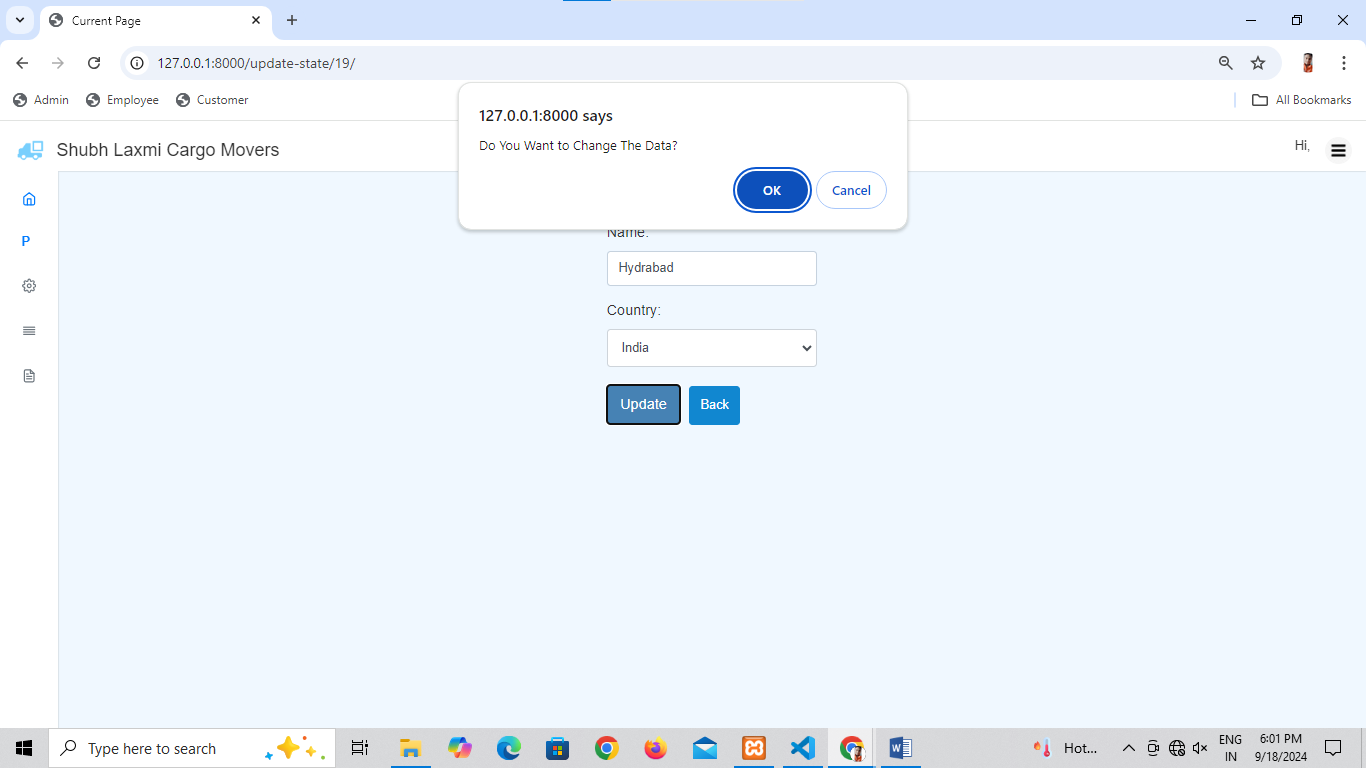 Current Page
127.0.0.1:8000/update-state/19/
Admin
Employee
Customer
All Bookmarks
127.0.0.1:8000 says
Do You Want to Change The Data?
OK
Cancel
Shubh Laxmi Cargo Movers
Hi,
P
Name:
Hydrabad
Country:
India
Update
Back
Type here to search
Hot...
ENG
IN
6:01 PM
9/18/2024